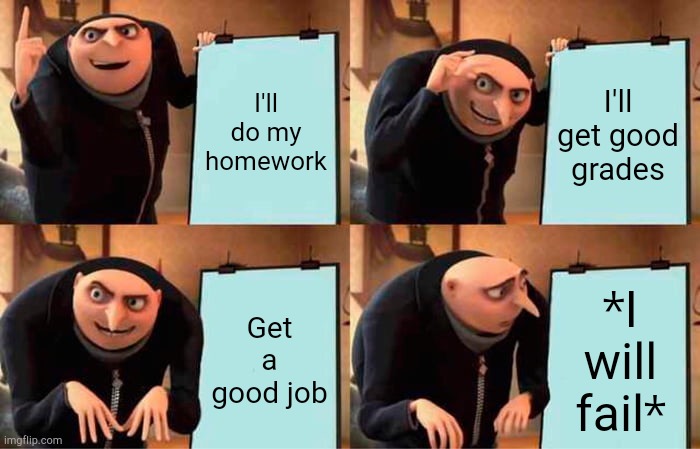 I'll
do my
homework
I'll
get good
grades
Get
a
good job
*I
will
fail*
imgflip.com